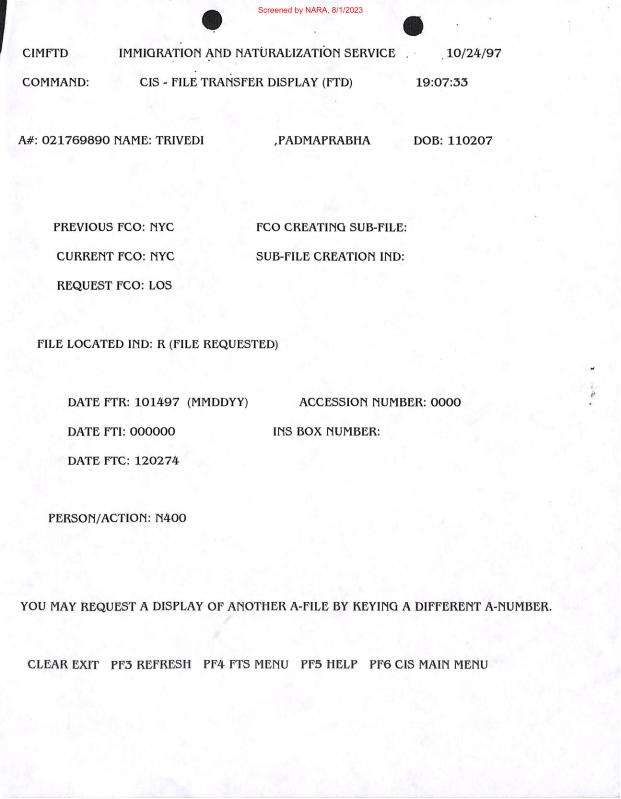 Screened by NARA, 8/1/2023
CIMFTD IMMIGRATION AND NATURALIZATION SERVICE 10/24/97
COMMAND: CIS - FILE TRANSFER DISPLAY (FTD) 19:07:33
A#: 021769890 NAME: TRIVEDI ,PADMAPRABHA DOB: 110207
PREVIOUS FCO: NYC FCO CREATING SUB-FILE:
CURRENT FCO: NYC SUB-FILE CREATION IND:
REQUEST FCO: LOS
FILE LOCATED IND: R (FILE REQUESTED)
DATE FTR: 101497 (MMDDYY) ACCESSION NUMBER: 0000
DATE FTI: 000000 INS BOX NUMBER:
DATE FTC: 120274
PERSON/ACTION: N400
YOU MAY REQUEST A DISPLAY OF ANOTHER A-FILE BY KEYING A DIFFERENT A-NUMBER.
CLEAR EXIT PF3 REFRESH PF4 FTS MENU PF5 HELP PF6 CIS MAIN MENU